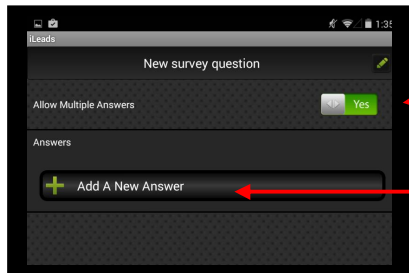 1:35
iLeads
New survey question
Allow Multiple Answers
Yes
Answers
Add A New Answer